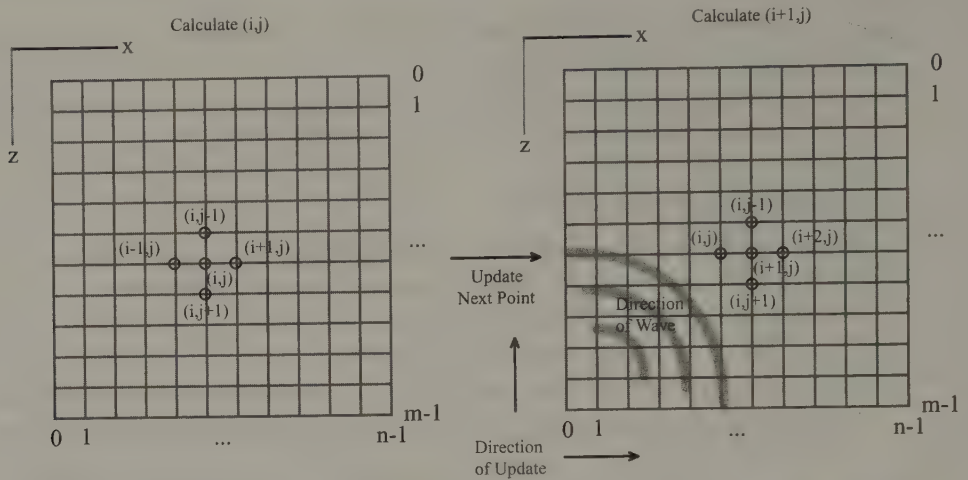 Calculate (i,j)
x
z
0
1
(i,j-1)
(i-1,j)
(i+1,j)
(i,j)
(i,j+1)
...
m-1
0
1
...
n-1
Update
Next Point
Direction
of Update
Calculate (i+1,j)
x
z
0
1
(i,j-1)
(i,j)
(i+2,j)
(i+1,j)
(i,j+1)
Direction
of Wave
...
m-1
0
1
...
n-1